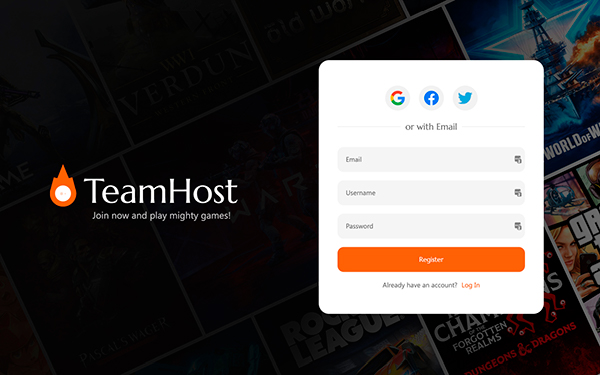 WWI
VERDUN
WORLD OF W
TeamHost
Join now and play mighty games!
or with Email
Email
Username
Password
Register
Already have an account? Log In
ROCKET
LEAGUE
CHAMPIONS
OF THE
FORGOTTEN
REALMS
DUNGEONS & DRAGONS